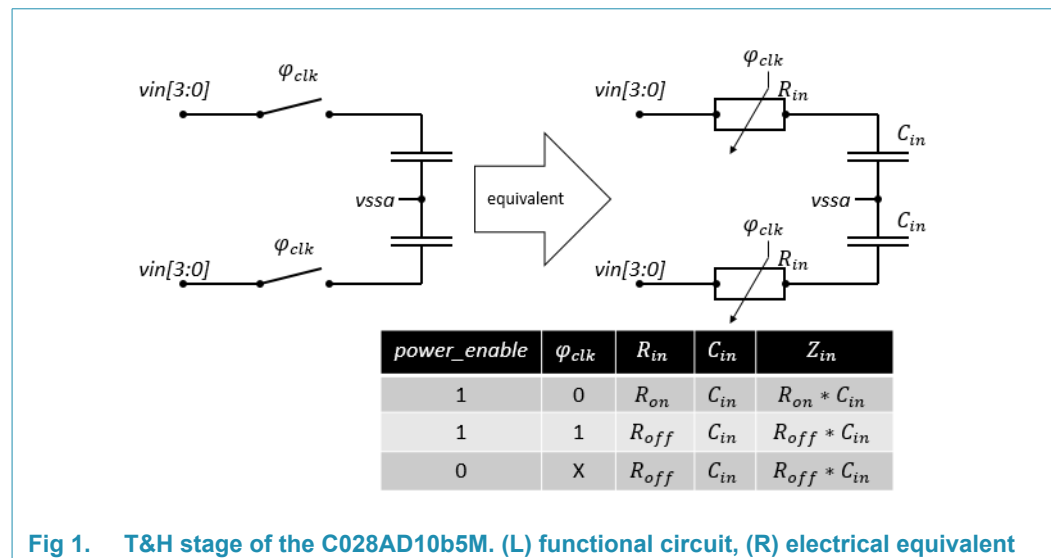 φclk
vin[3:0]
vssa
φclk
vin[3:0]
equivalent
φclk
Rin
vin[3:0]
Cin
vssa
Cin
φclk
Rin
vin[3:0]
power_enable φclk Rin Cin Zin
1 0 Ron Cin Ron * Cin
1 1 Roff Cin Roff * Cin
0 X Roff Cin Roff * Cin
Fig 1. T&H stage of the C028AD10b5M. (L) functional circuit, (R) electrical equivalent